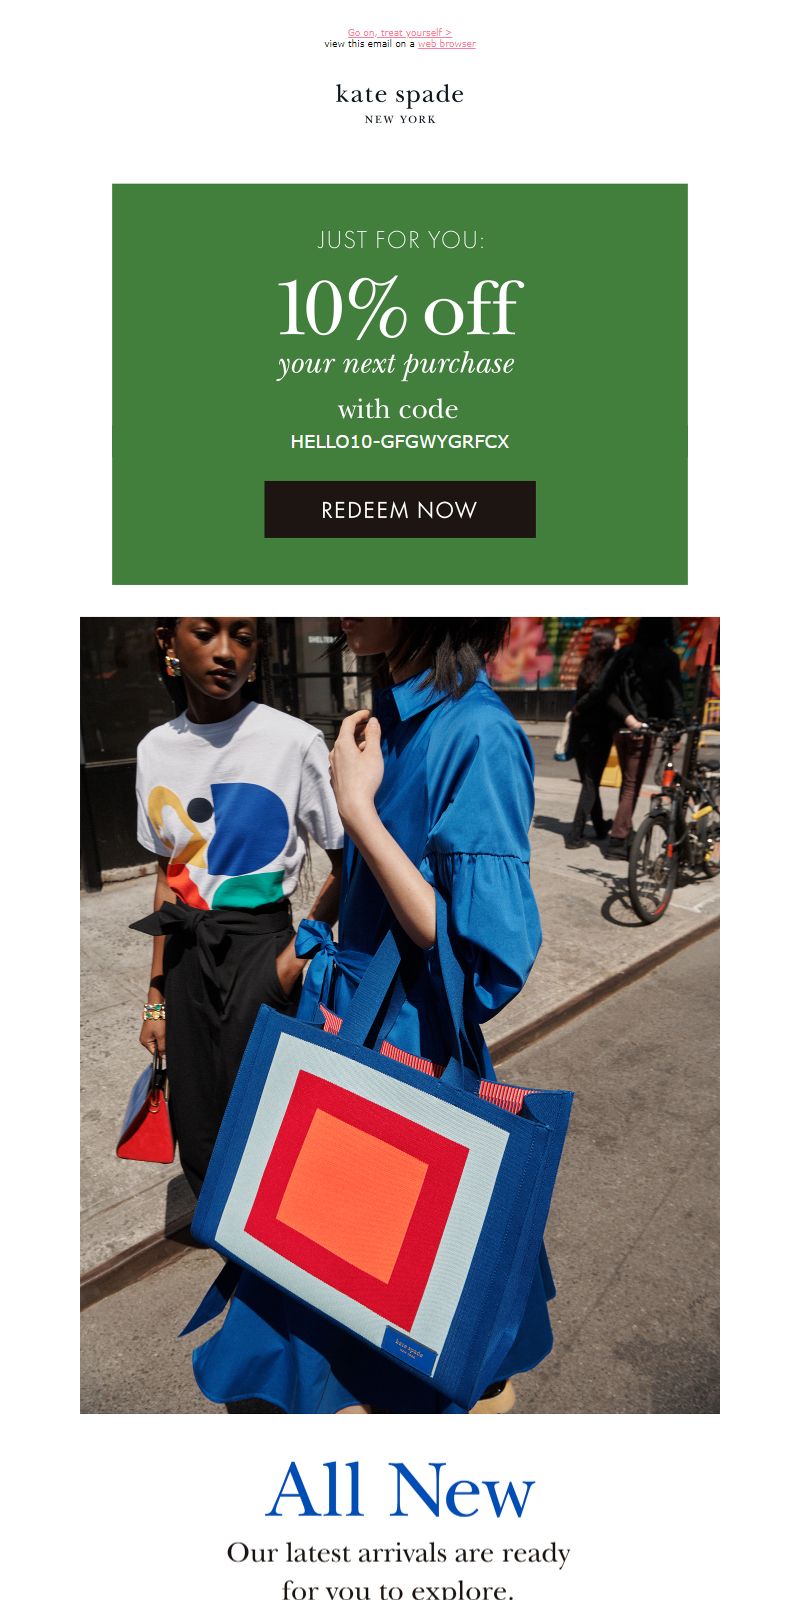 Go on, treat yourself >
view this email on a web browser
kate spade
NEW YORK
JUST FOR YOU:
10% off
your next purchase
with code
HELLO10-GFGWYGRFCX
REDEEM NOW
SHELTER
kate spade
NEW YORK
All New
Our latest arrivals are ready
for you to explore.